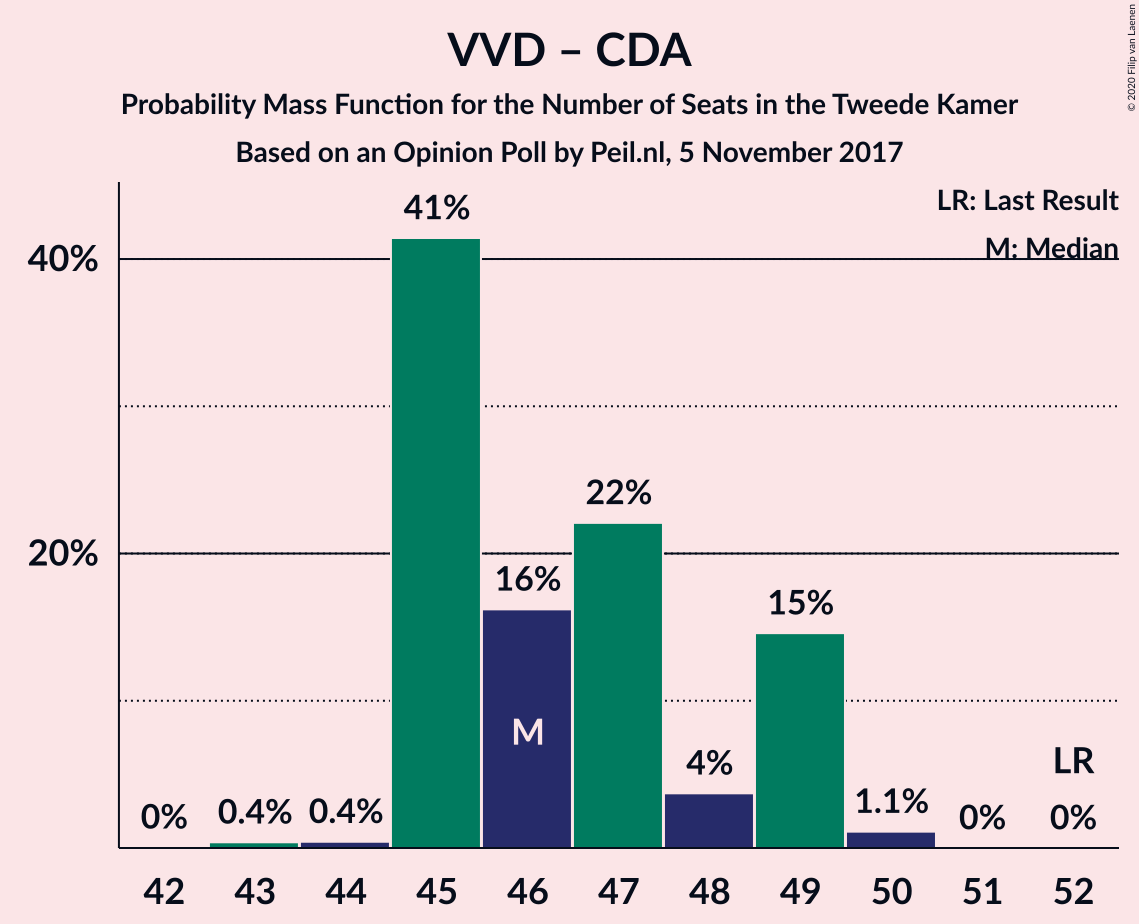 VVD – CDA
Probability Mass Function for the Number of Seats in the Tweede Kamer
Based on an Opinion Poll by Peil.nl, 5 November 2017
© 2020 Filip van Laenen
LR: Last Result
M: Median
40%
20%
0%
0.4%
0.4%
41%
16%
M
22%
4%
15%
1.1%
0%
LR
0%
42 43 44 45 46 47 48 49 50 51 52